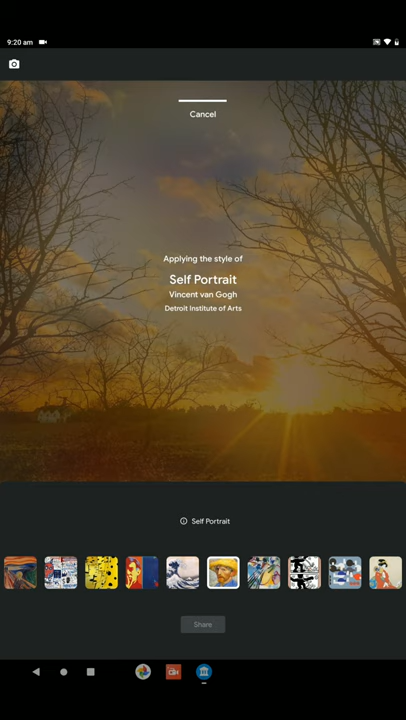 9:20 am
Cancel
Applying the style of
Self Portrait
Vincent van Gogh
Detroit Institute of Arts
Self Portrait
Share